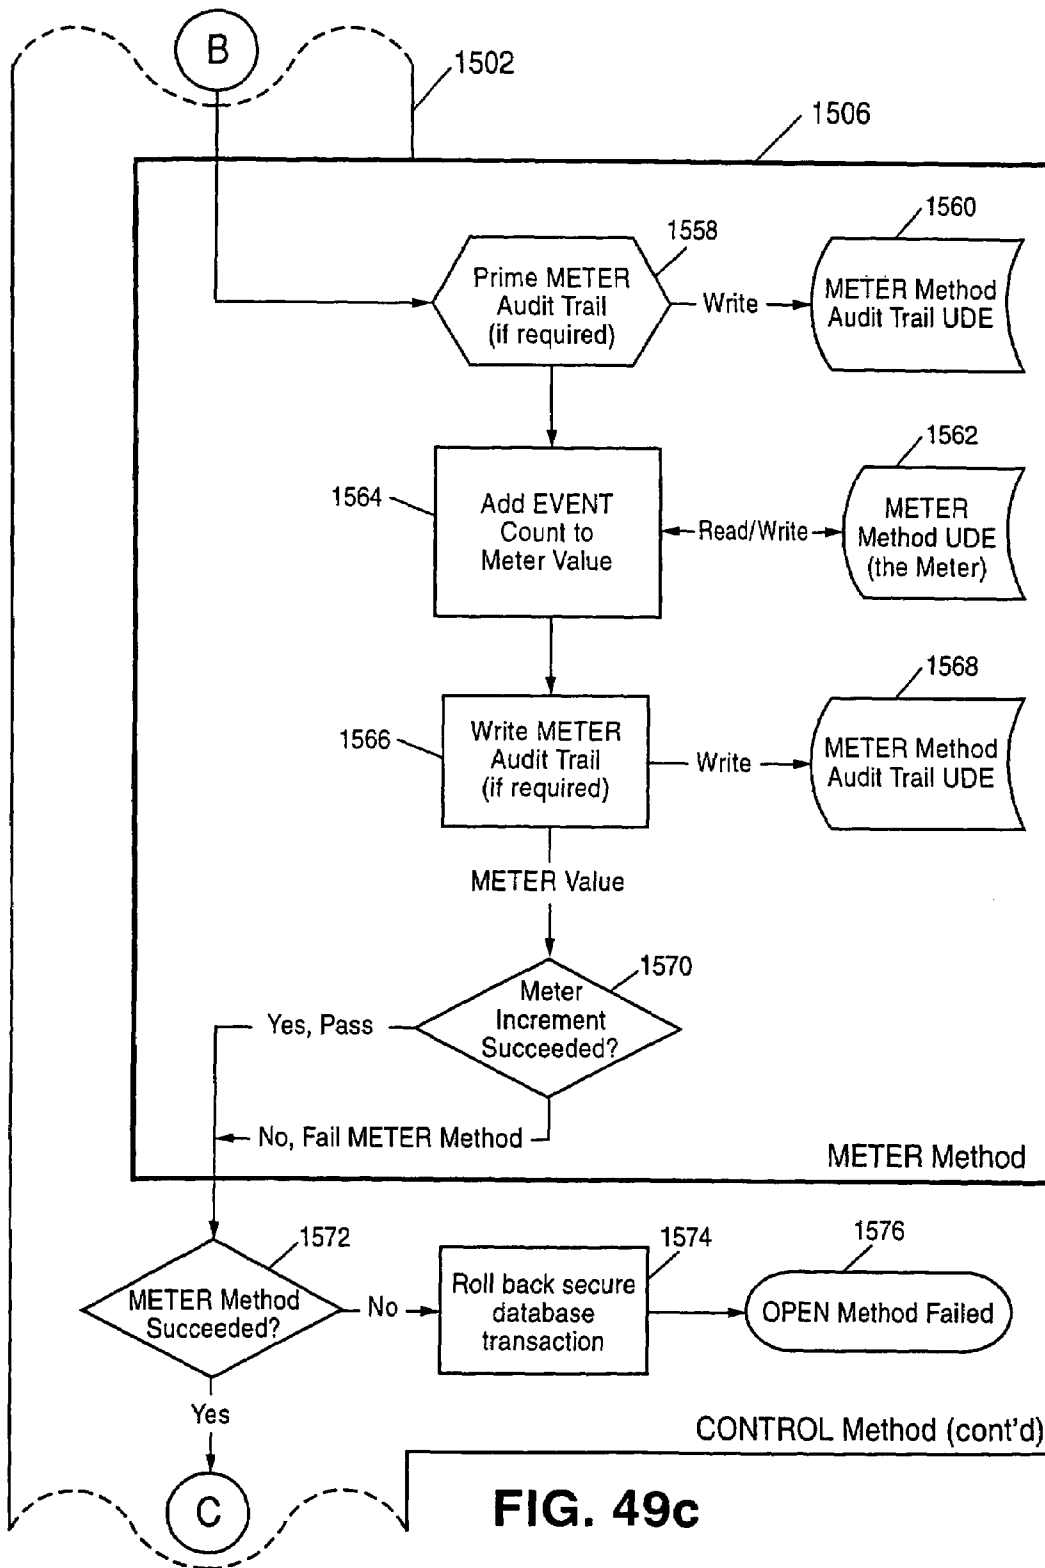 B
1502
1506
1558
1560
Prime METER
Audit Trail
(if required)
Write
METER Method
Audit Trail UDE
1562
1564
Add EVENT
Count to
Meter Value
Read/Write
METER
Method UDE
(the Meter)
1568
1566
Write METER
Audit Trail
(if required)
Write
METER Method
Audit Trail UDE
METER Value
1570
Meter
Increment
Succeeded?
Yes, Pass
No, Fail METER Method
METER Method
1572
1574
1576
METER Method
Succeeded?
No
Roll back secure
database
transaction
OPEN Method Failed
Yes
CONTROL Method (cont'd)
C
FIG. 49c